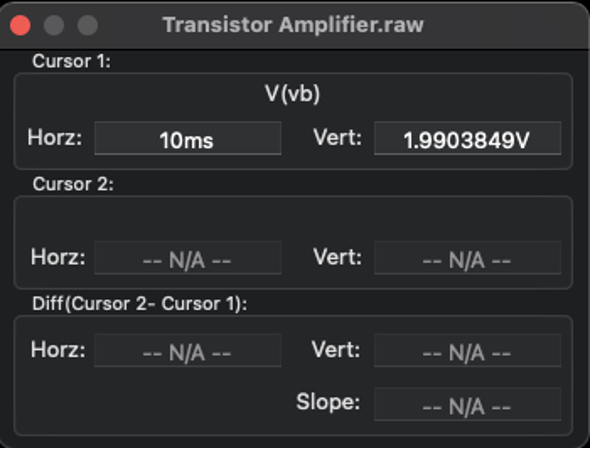 Transistor Amplifier.raw
Cursor 1:
V(vb)
Horz: 10ms Vert: 1.9903849V
Cursor 2:
Horz: -- N/A -- Vert: -- N/A --
Diff(Cursor 2- Cursor 1):
Horz: -- N/A -- Vert: -- N/A --
Slope: -- N/A --